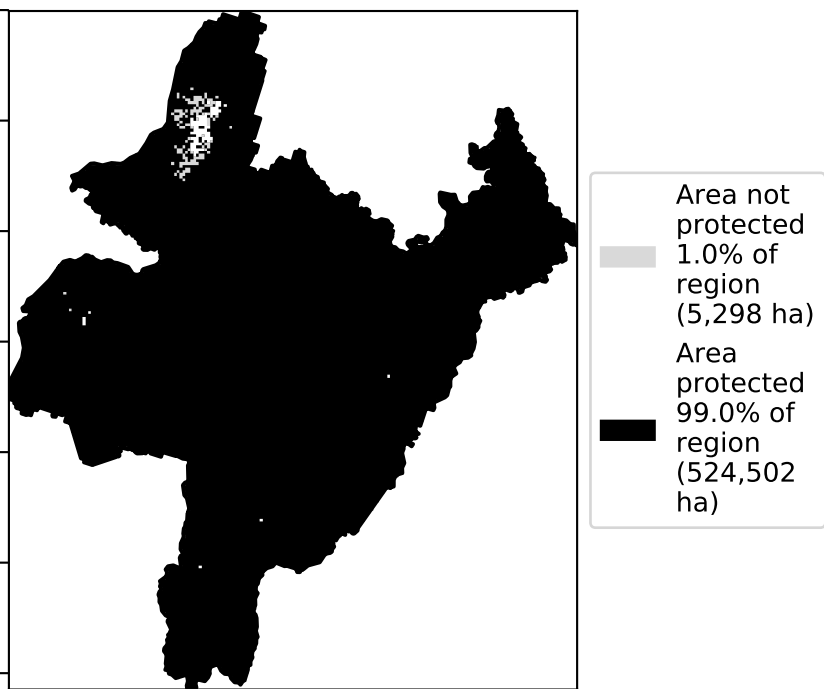 Area not
protected
1.0% of
region
(5,298 ha)
Area
protected
99.0% of
region
(524,502
ha)